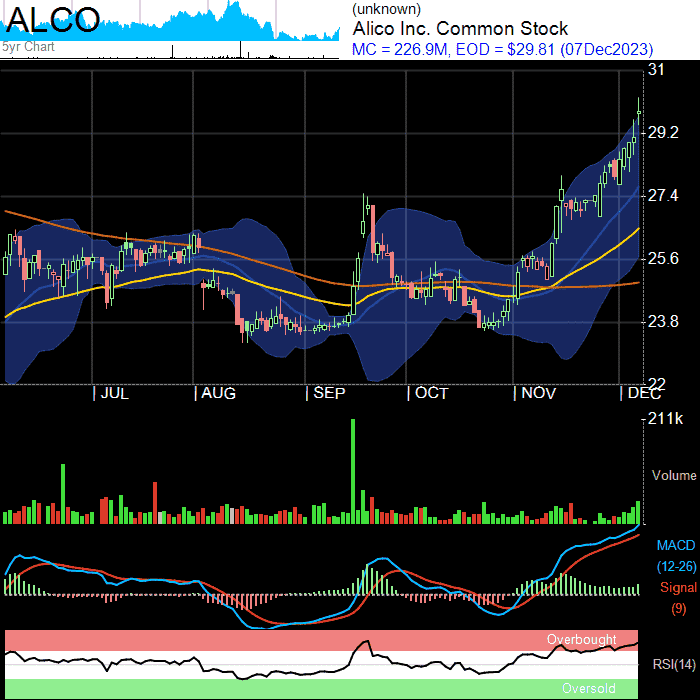 ALCO
5yr Chart
(unknown)
Alico Inc. Common Stock
MC = 226.9M, EOD = $29.81 (07Dec2023)
31
29.2
27.4
25.6
23.8
22
JUL AUG SEP OCT NOV DEC
211k
Volume
MACD
(12-26)
Signal
(9)
Overbought
RSI(14)
Oversold